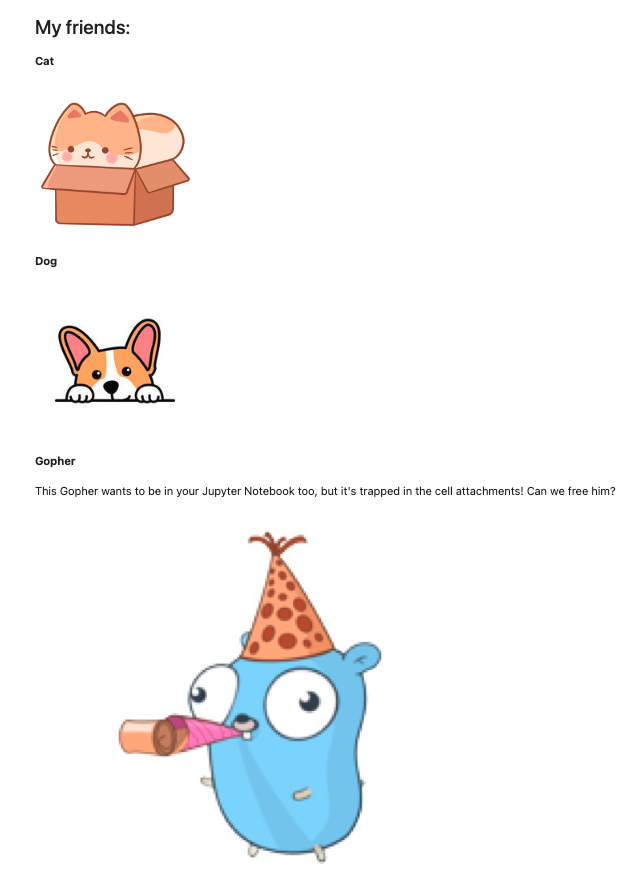 My friends:
Cat
Dog
Gopher
This Gopher wants to be in your Jupyter Notebook too, but it's trapped in the cell attachments! Can we free him?